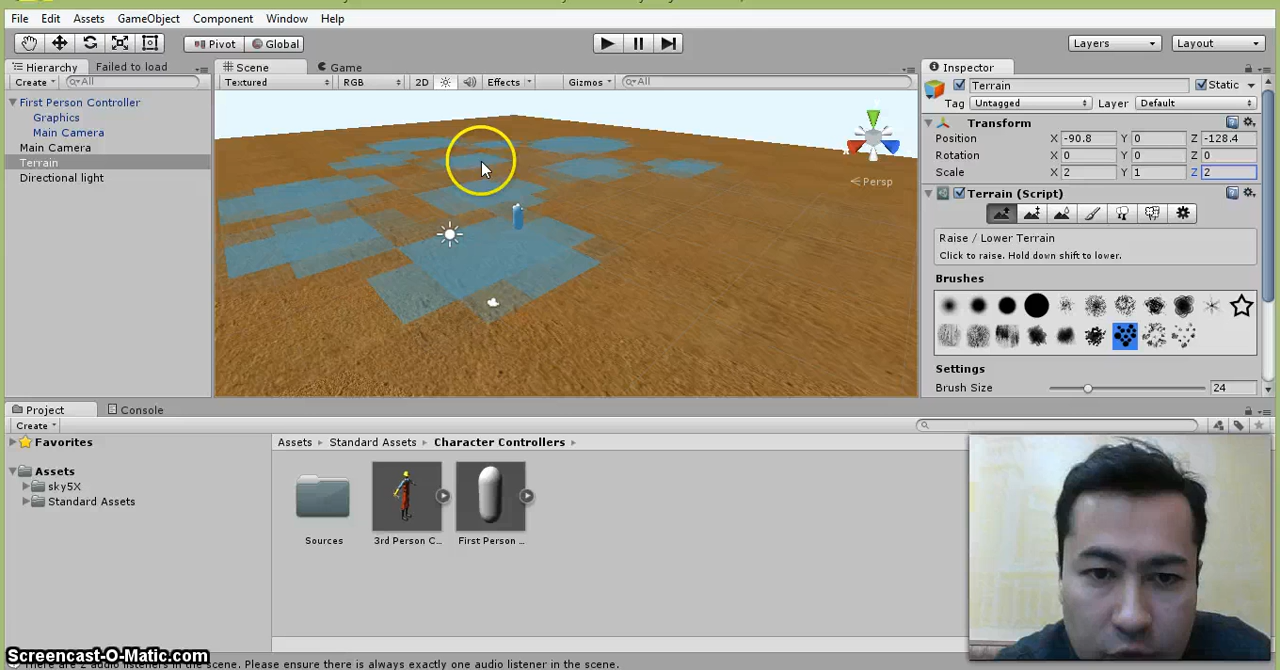 File Edit Assets GameObject Component Window Help
Pivot Global Layers Layout
Hierarchy Failed to load
Create All
First Person Controller
Graphics
Main Camera
Main Camera
Terrain
Directional light
Scene Game
Textured RGB 2D Effects Gizmos All
Persp
Inspector
Terrain Static
Tag Untagged Layer Default
Transform
Position X -90.8 Y 0 Z -128.4
Rotation X 0 Y 0 Z 0
Scale X 2 Y 1 Z 2
Terrain (Script)
Raise / Lower Terrain
Click to raise. Hold down shift to lower.
Brushes
Settings
Brush Size 24
Project Console
Create
Favorites
Assets
sky5X
Standard Assets
Assets Standard Assets Character Controllers
Sources 3rd Person C... First Person ...
Screencast-O-Matic.com
There are 2 audio listeners in the scene. Please ensure there is always exactly one audio listener in the scene.